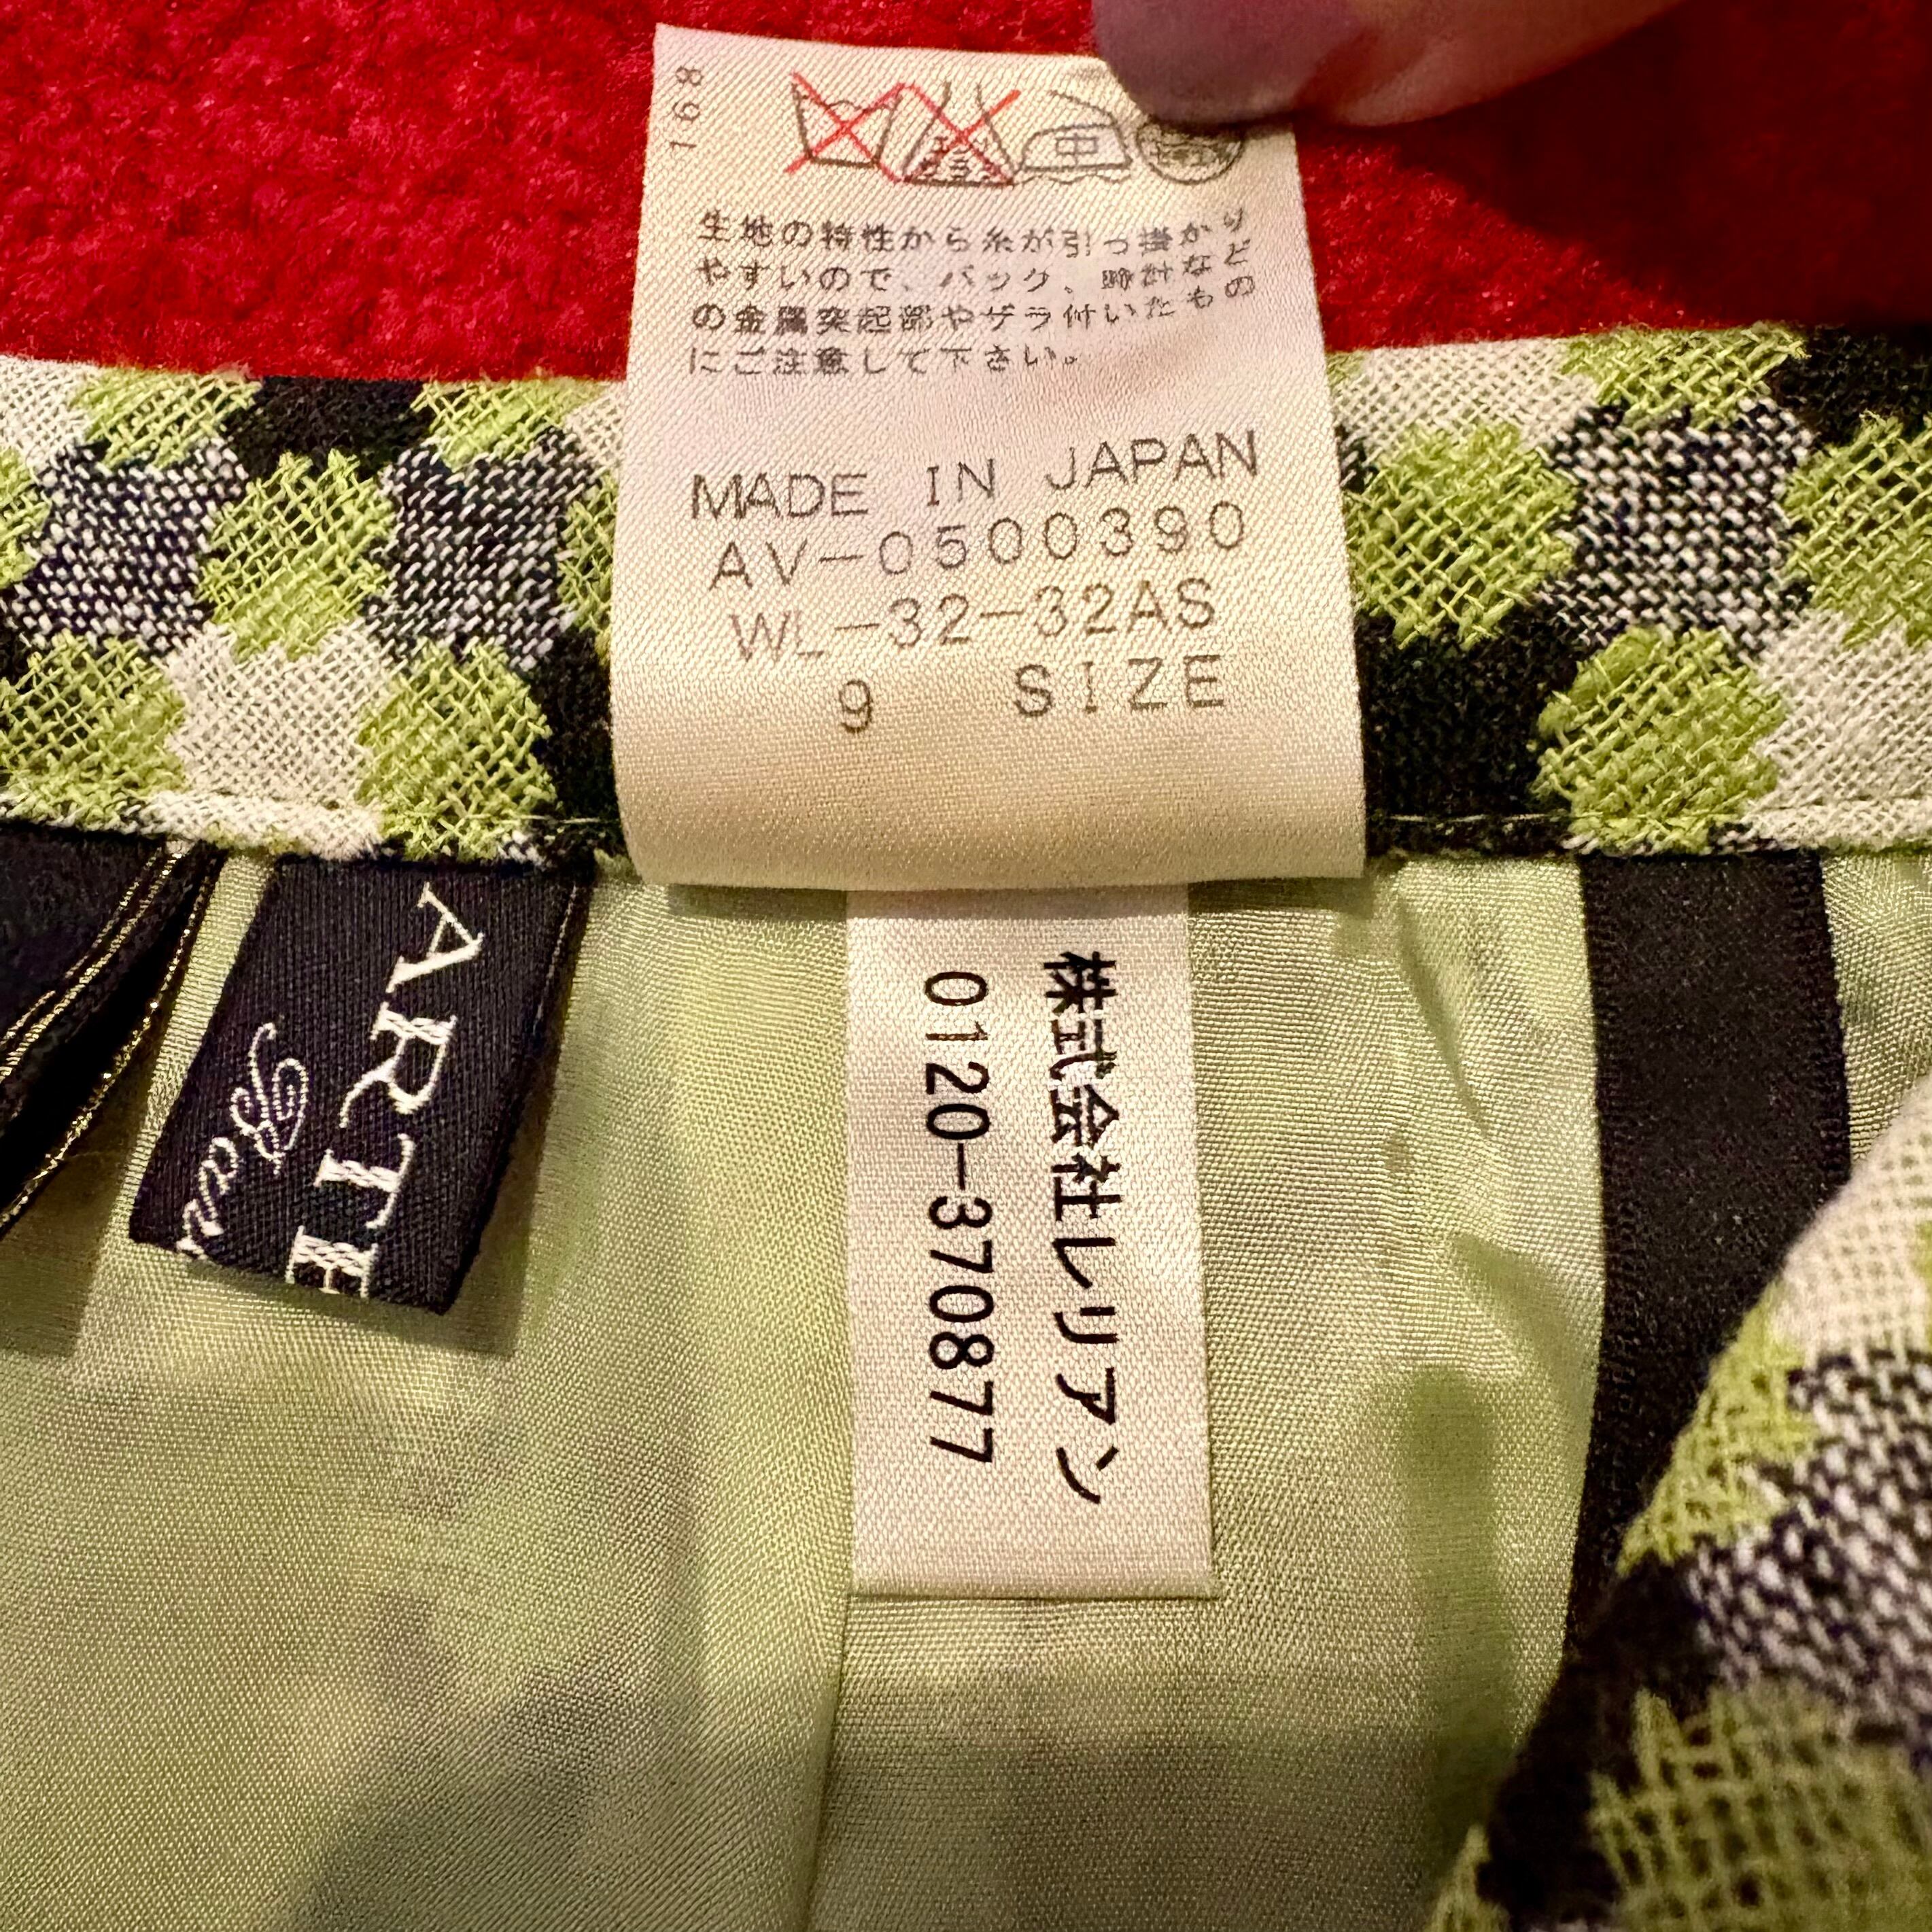 168
生地の特性から糸が引っ掛かり
やすいので、バック、時計など
の金属突起部やザラ付いたもの
にご注意して下さい。
MADE IN JAPAN
AV-0500390
WL-32-32AS
9 SIZE
株式会社レリアン
0120-370877
ARTE